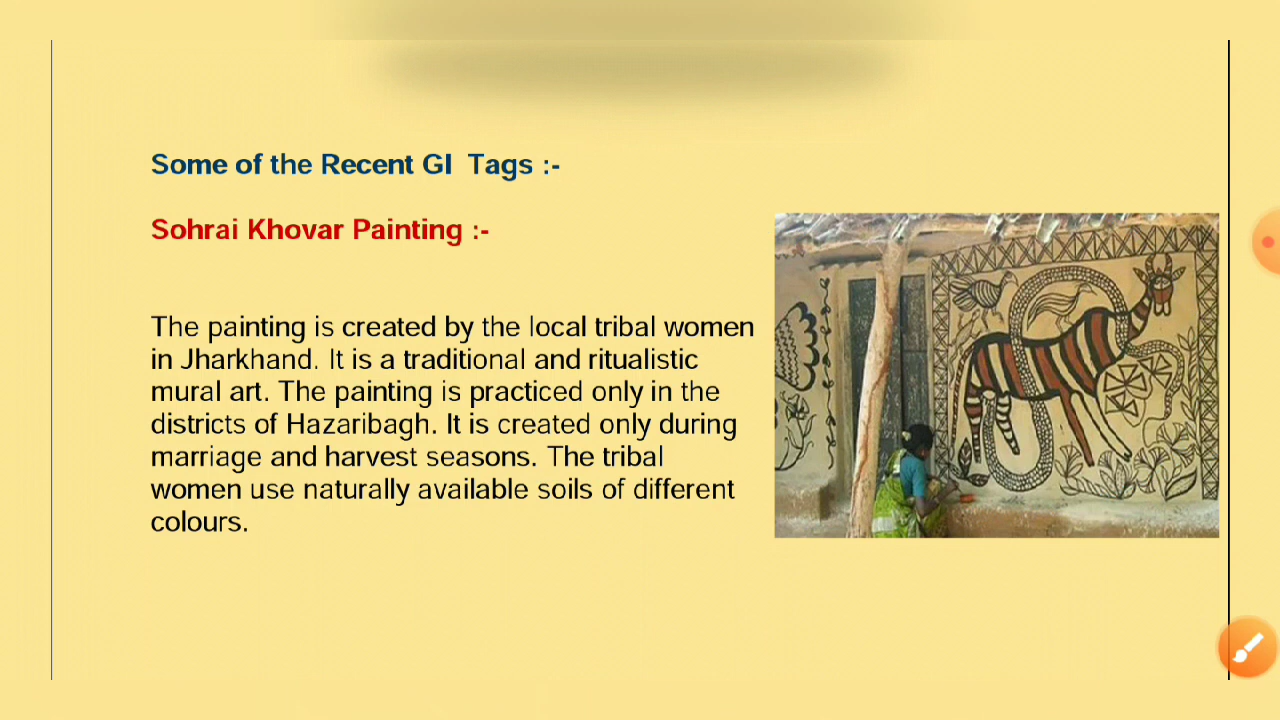 Some of the Recent GI  Tags :-
Sohrai Khovar Painting :-
The painting is created by the local tribal women
in Jharkhand. It is a traditional and ritualistic
mural art. The painting is practiced only in the
districts of Hazaribagh. It is created only during
marriage and harvest seasons. The tribal
women use naturally available soils of different
colours.